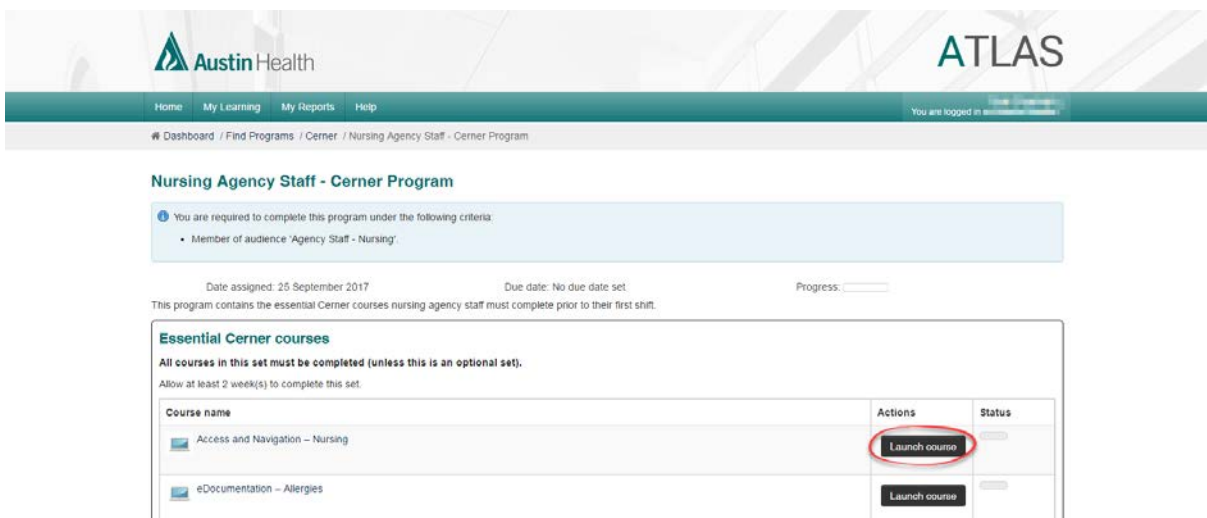 Austin Health
ATLAS
Home My Learning My Reports Help
You are logged in
Dashboard / Find Programs / Cerner / Nursing Agency Staff - Cerner Program
Nursing Agency Staff - Cerner Program
You are required to complete this program under the following criteria:
• Member of audience 'Agency Staff - Nursing'.
Date assigned: 25 September 2017 Due date: No due date set Progress:
This program contains the essential Cerner courses nursing agency staff must complete prior to their first shift.
Essential Cerner courses
All courses in this set must be completed (unless this is an optional set).
Allow at least 2 week(s) to complete this set.
Course name Actions Status
Access and Navigation – Nursing Launch course
eDocumentation – Allergies Launch course